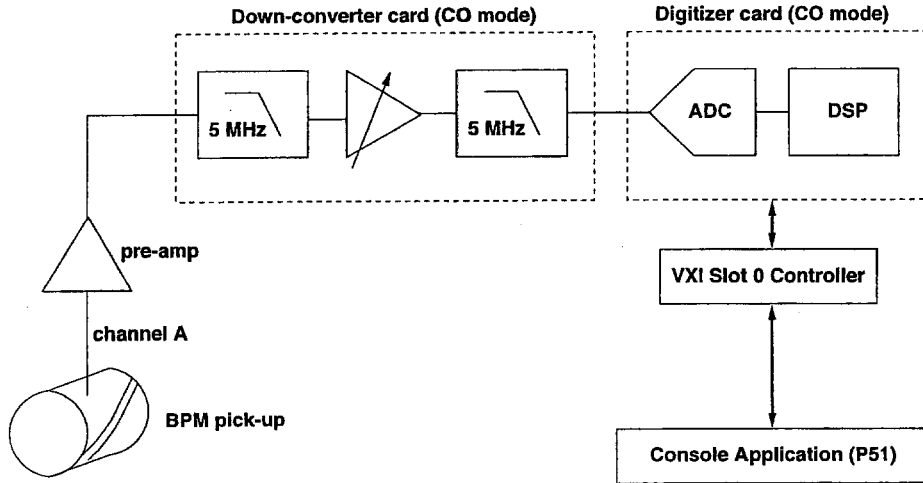 Down-converter card (CO mode)
Digitizer card (CO mode)
5 MHz
5 MHz
ADC
DSP
pre-amp
VXI Slot 0 Controller
channel A
BPM pick-up
Console Application (P51)